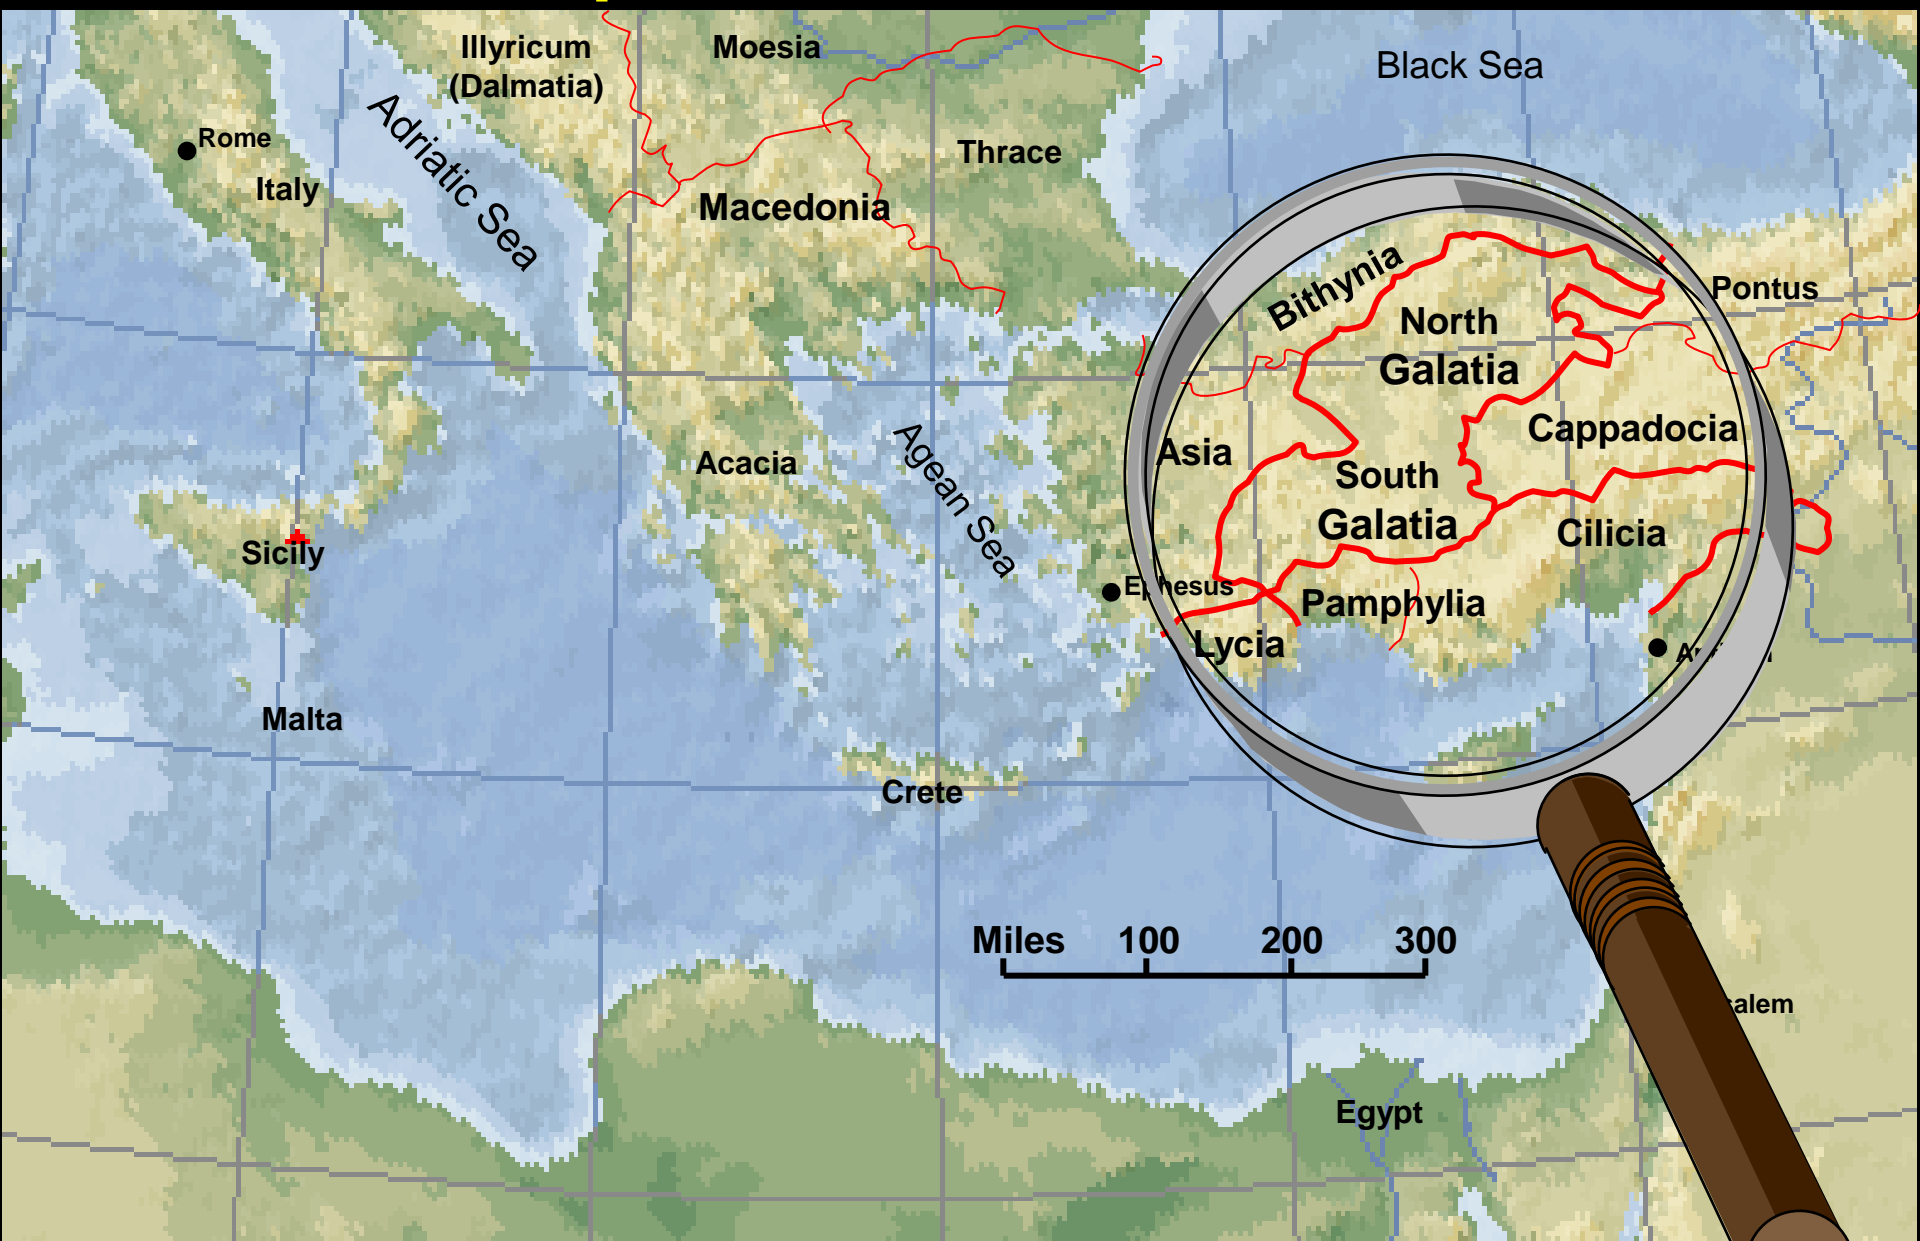 Illyricum
(Dalmatia)
Moesia
Black Sea
Adriatic Sea
Rome
Italy
Thrace
Macedonia
Bithynia
Pontus
North
Galatia
Cappadocia
Asia
Acacia
Agean Sea
South
Galatia
Cilicia
Sicily
Ephesus
Pamphylia
Lycia
Malta
Crete
Miles 100 200 300
Egypt